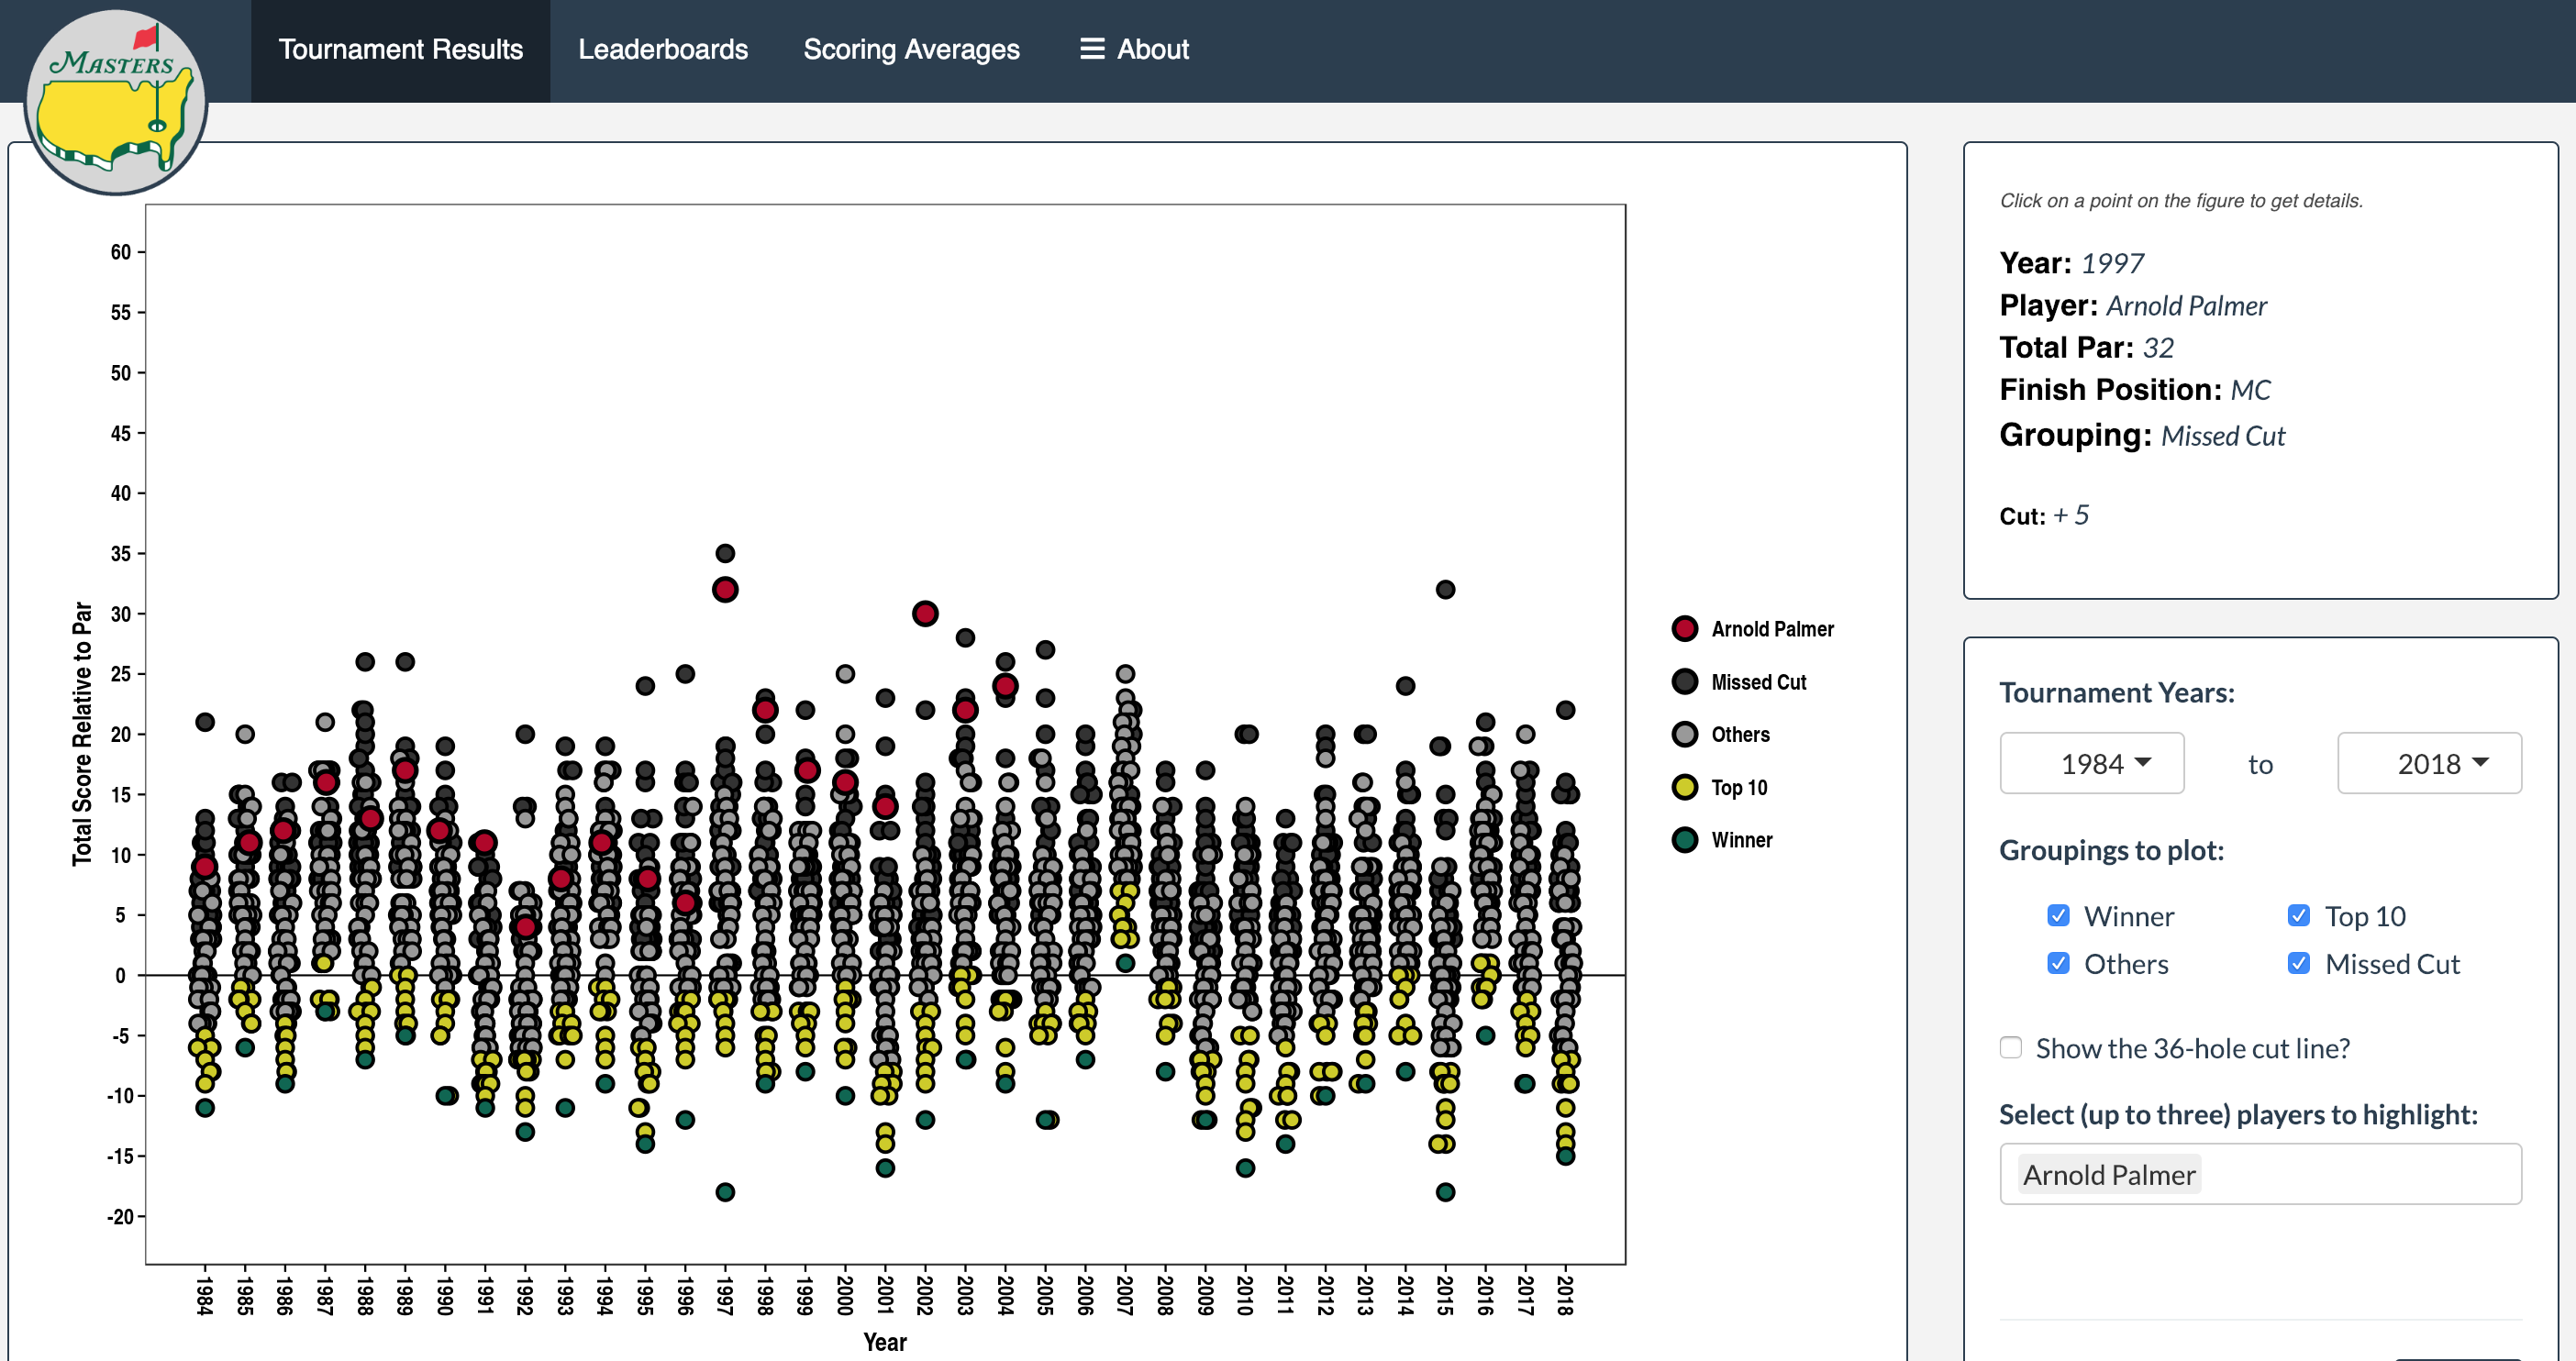 MASTERS
Tournament Results Leaderboards Scoring Averages About
Click on a point on the figure to get details.
Year: 1997
Player: Arnold Palmer
Total Par: 32
Finish Position: MC
Grouping: Missed Cut
Cut: + 5
Total Score Relative to Par
60
55
50
45
40
35
30
25
20
15
10
5
0
-5
-10
-15
-20
1984 1985 1986 1987 1988 1989 1990 1991 1992 1993 1994 1995 1996 1997 1998 1999 2000 2001 2002 2003 2004 2005 2006 2007 2008 2009 2010 2011 2012 2013 2014 2015 2016 2017 2018
Year
Arnold Palmer
Missed Cut
Others
Top 10
Winner
Tournament Years:
1984 to 2018
Groupings to plot:
Winner Top 10
Others Missed Cut
Show the 36-hole cut line?
Select (up to three) players to highlight:
Arnold Palmer